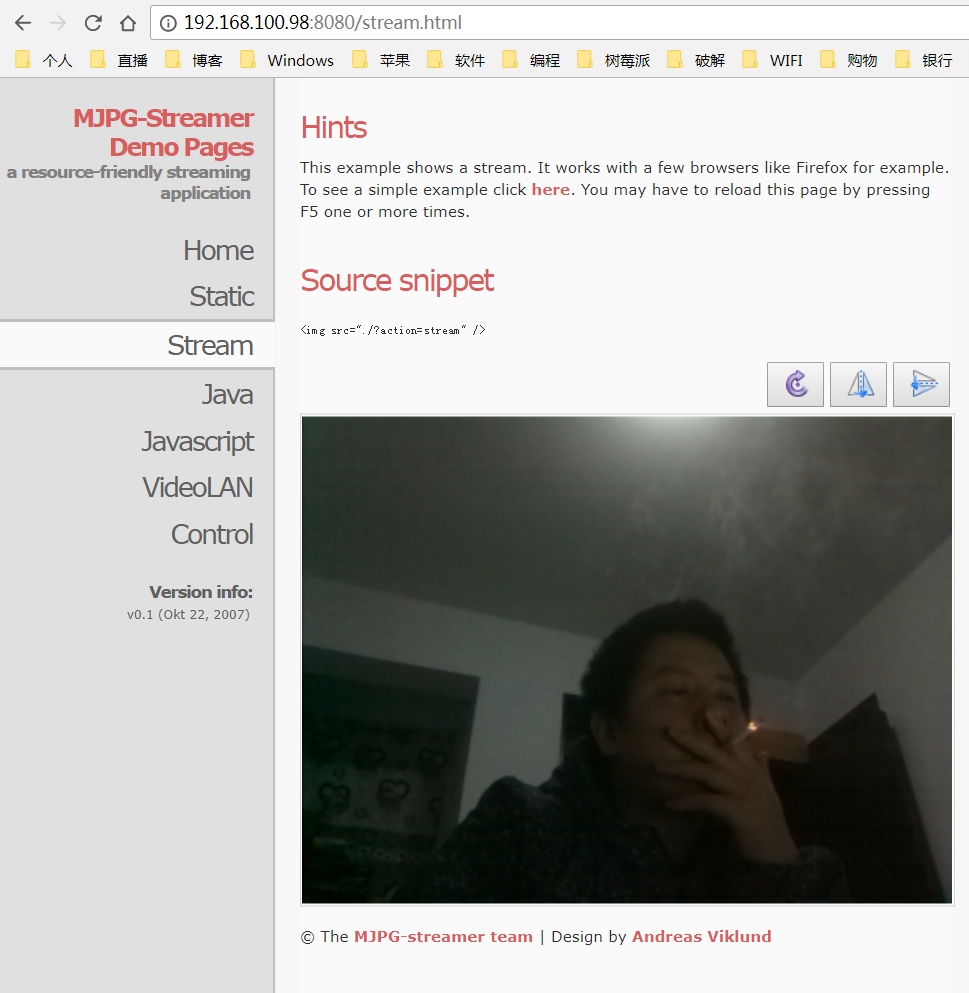 192.168.100.98:8080/stream.html
个人 直播 博客 Windows 苹果 软件 编程 树莓派 破解 WIFI 购物 银行
MJPG-Streamer
Demo Pages
a resource-friendly streaming
application
Home
Static
Stream
Java
Javascript
VideoLAN
Control
Version info:
v0.1 (Okt 22, 2007)
Hints
This example shows a stream. It works with a few browsers like Firefox for example.
To see a simple example click here. You may have to reload this page by pressing
F5 one or more times.
Source snippet
<img src="./?action=stream" />
© The MJPG-streamer team | Design by Andreas Viklund